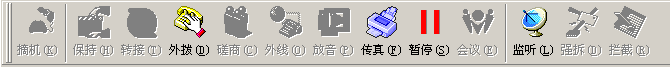 摘机(K) 保持(H) 转接(T) 外拨(D) 磋商(C) 外线(O) 放音(P) 传真(F) 暂停(S) 会议(E) 监听(L) 强拆(D) 拦截(R)